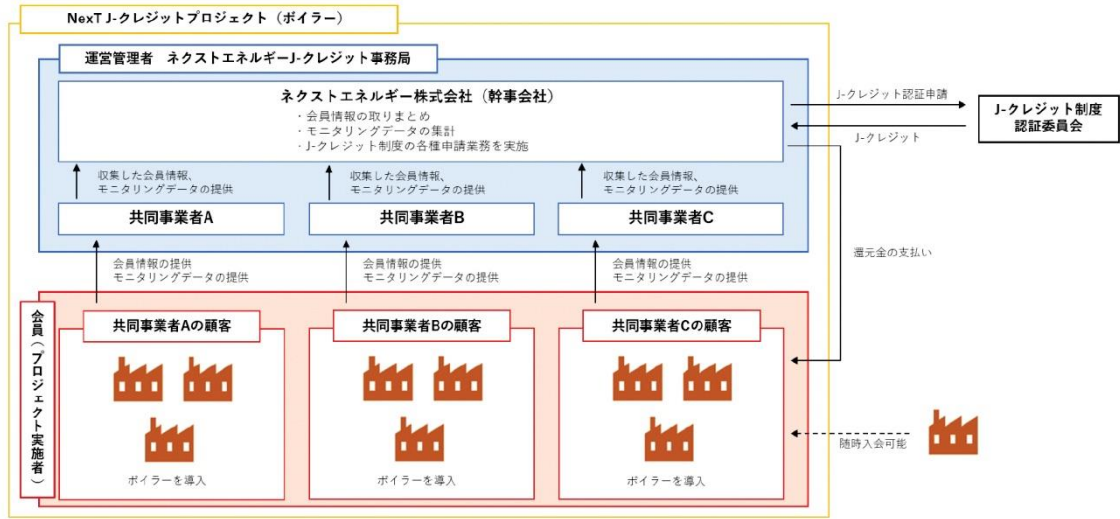 NexT J-クレジットプロジェクト（ボイラー）
運営管理者　ネクストエネルギーJ-クレジット事務局
ネクストエネルギー株式会社（幹事会社）
・会員情報の取りまとめ
・モニタリングデータの集計
・J-クレジット制度の各種申請業務を実施
J-クレジット認証申請
J-クレジット
J-クレジット制度
認証委員会
収集した会員情報、
モニタリングデータの提供
収集した会員情報、
モニタリングデータの提供
収集した会員情報、
モニタリングデータの提供
共同事業者A
共同事業者B
共同事業者C
還元金の支払い
会員情報の提供
モニタリングデータの提供
会員情報の提供
モニタリングデータの提供
会員情報の提供
モニタリングデータの提供
会員（プロジェクト実施者）
共同事業者Aの顧客
共同事業者Bの顧客
共同事業者Cの顧客
ボイラーを導入
ボイラーを導入
ボイラーを導入
随時入会可能